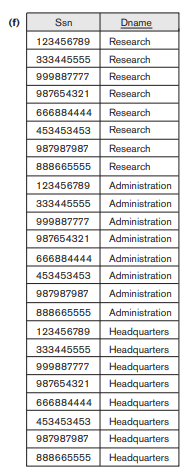 (f) Ssn Dname
123456789 Research
333445555 Research
999887777 Research
987654321 Research
666884444 Research
453453453 Research
987987987 Research
888665555 Research
123456789 Administration
333445555 Administration
999887777 Administration
987654321 Administration
666884444 Administration
453453453 Administration
987987987 Administration
888665555 Administration
123456789 Headquarters
333445555 Headquarters
999887777 Headquarters
987654321 Headquarters
666884444 Headquarters
453453453 Headquarters
987987987 Headquarters
888665555 Headquarters